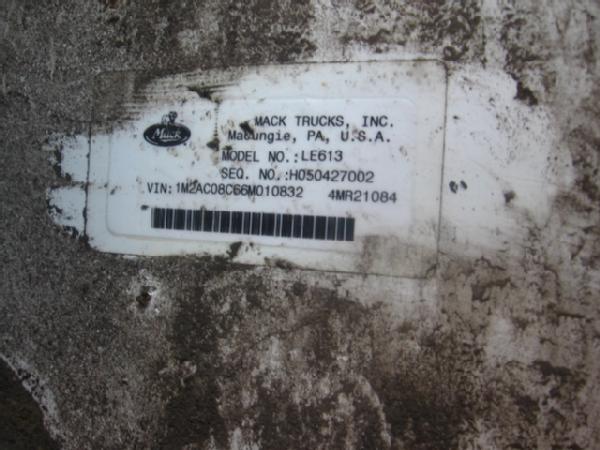 Mack
MACK TRUCKS, INC.
Macungie, PA, U.S.A.
MODEL NO.:LE613
SEQ. NO.:H050427002
VIN:1M2AC08C66M010832 4MR21084